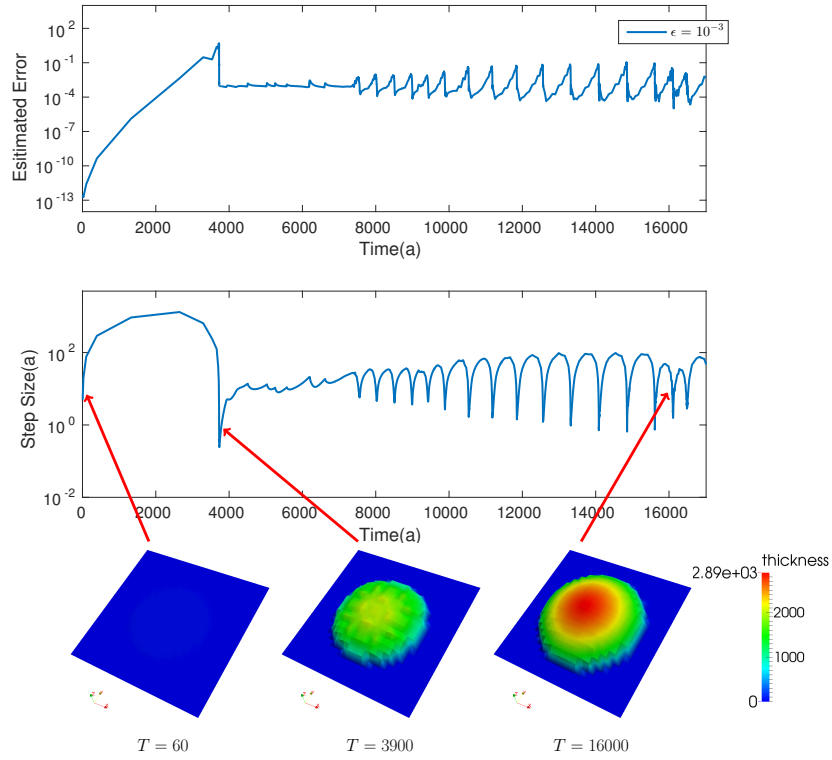 ϵ = 10^-3
Esitimated Error
10^2
10^-1
10^-4
10^-7
10^-10
10^-13
0 2000 4000 6000 8000 10000 12000 14000 16000
Time(a)
Step Size(a)
10^2
10^0
10^-2
0 2000 4000 6000 8000 10000 12000 14000 16000
Time(a)
thickness
2.89e+03
2000
1000
0
T = 60
T = 3900
T = 16000